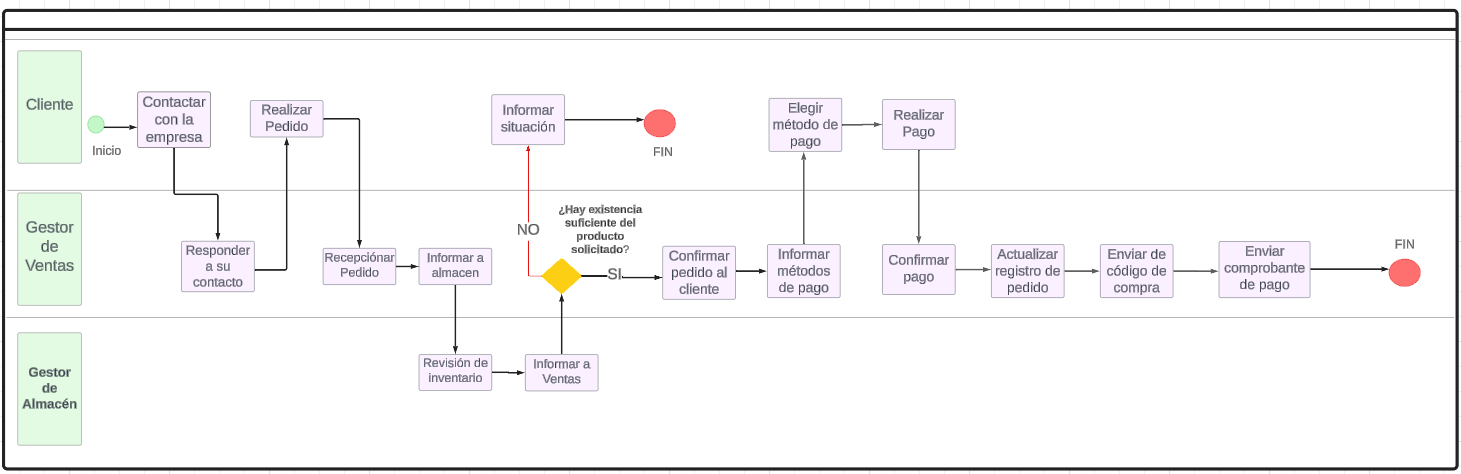 Cliente
Inicio
Contactar
con la
empresa
Realizar
Pedido
Informar
situación
FIN
Elegir
método de
pago
Realizar
Pago
Gestor
de
Ventas
Responder
a su
contacto
Recepciónar
Pedido
Informar a
almacen
NO
¿Hay existencia
suficiente del
producto
solicitado?
SI
Confirmar
pedido al
cliente
Informar
métodos
de pago
Confirmar
pago
Actualizar
registro de
pedido
Enviar de
código de
compra
Enviar
comprobante
de pago
FIN
Gestor
de
Almacén
Revisión de
inventario
Informar a
Ventas